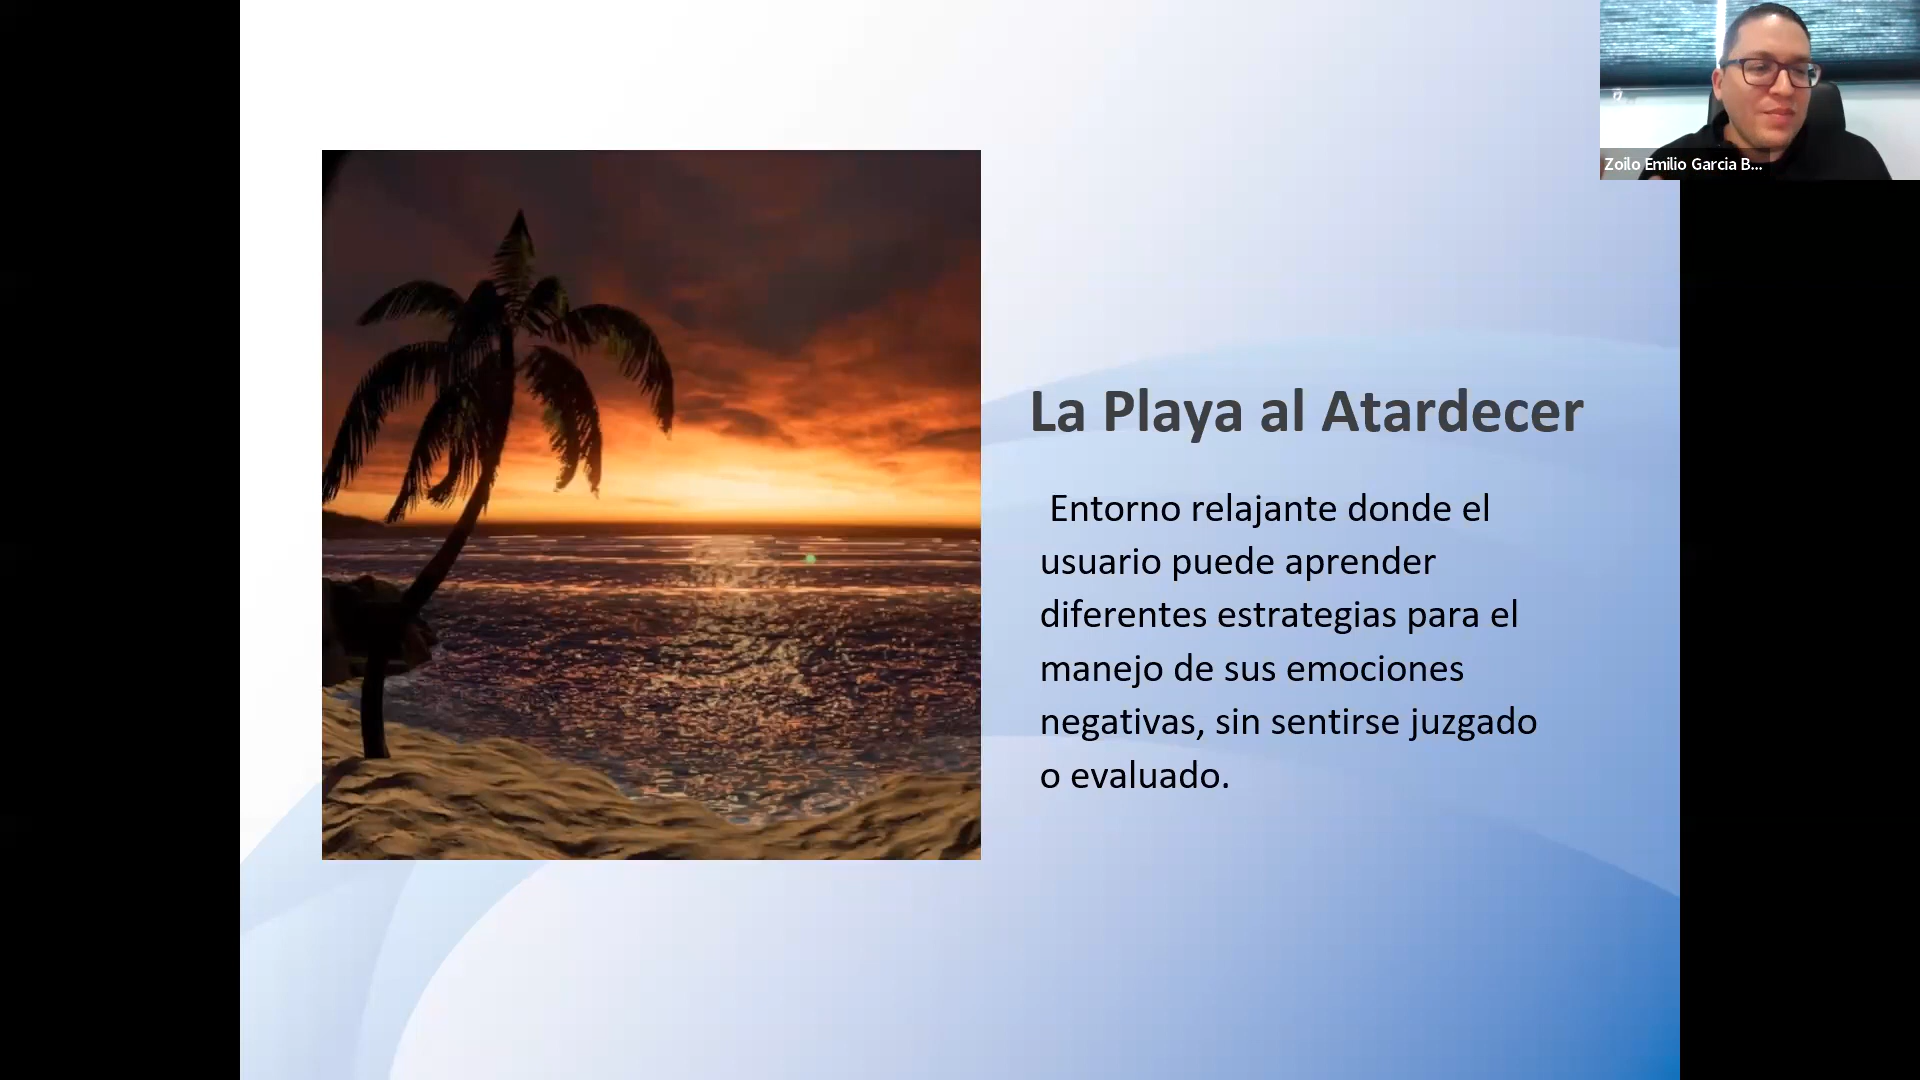 Zoilo Emilio Garcia B...
La Playa al Atardecer
Entorno relajante donde el
usuario puede aprender
diferentes estrategias para el
manejo de sus emociones
negativas, sin sentirse juzgado
o evaluado.